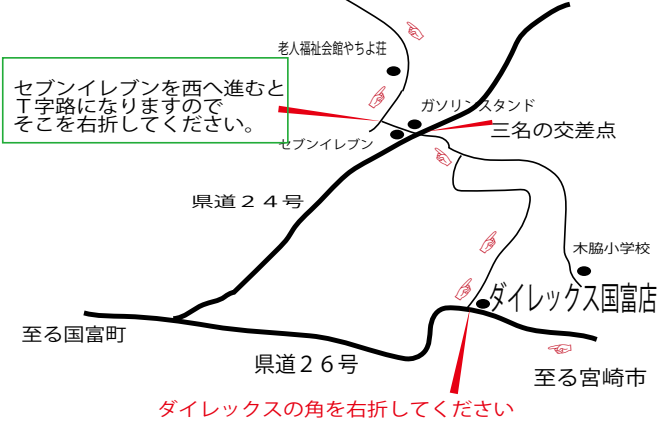 老人福祉会館やちよ荘
セブンイレブンを西へ進むと
T字路になりますので
そこを右折してください。
ガソリンスタンド
三名の交差点
セブンイレブン
県道24号
木脇小学校
ダイレックス国富店
至る国富町
県道26号
至る宮崎市
ダイレックスの角を右折してください